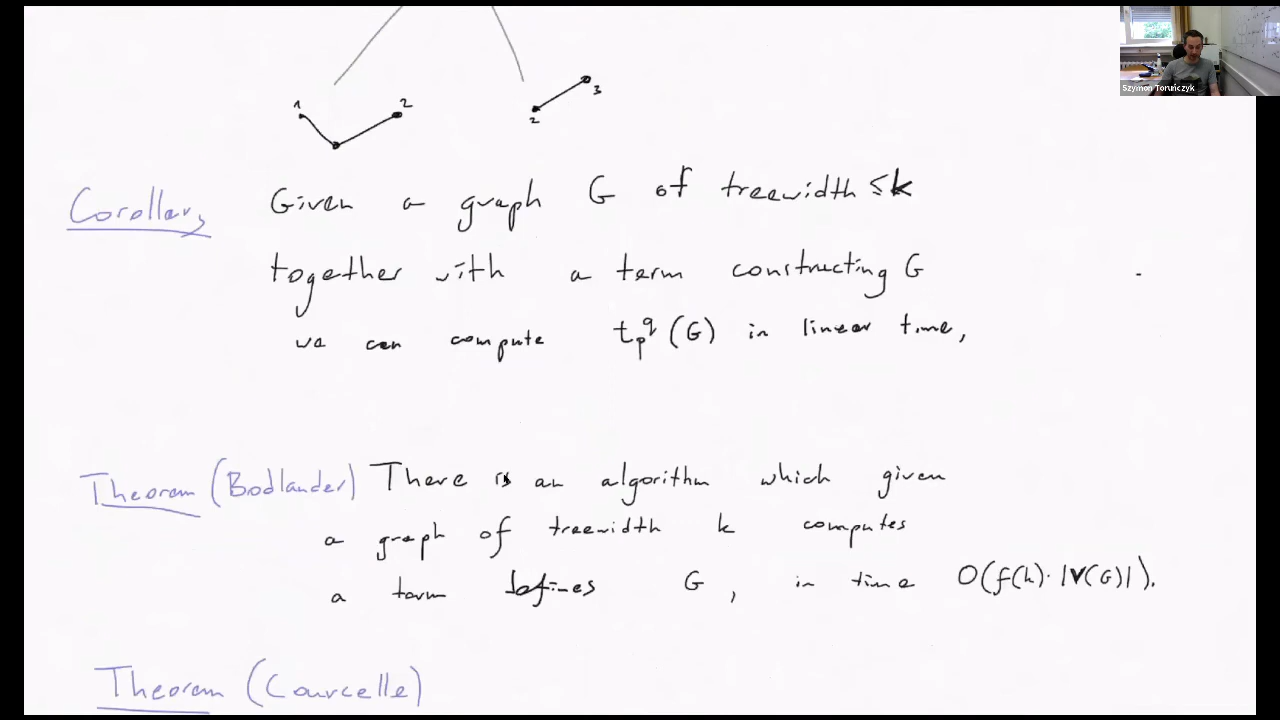 Szymon Toruńczyk
1 2 2 3
Corollary Given a graph G of treewidth ≤k
together with a term constructing G
we can compute tp^q (G) in linear time,
Theorem (Bodlander) There is an algorithm which given
a graph of treewidth k computes
a term defines G, in time O(f(k)·|V(G)|).
Theorem (Courcelle)